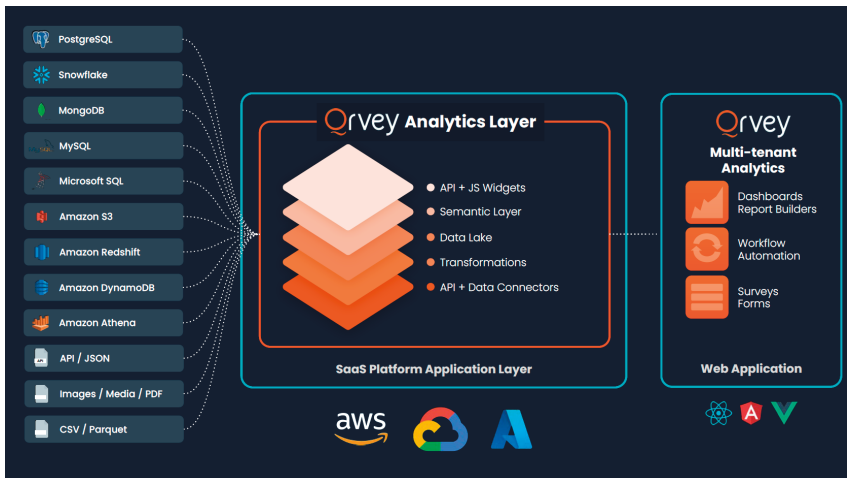 PostgreSQL
Snowflake
MongoDB
MySQL
Microsoft SQL
Amazon S3
Amazon Redshift
Amazon DynamoDB
Amazon Athena
API / JSON
Images / Media / PDF
CSV / Parquet
Qrvey Analytics Layer
API + JS Widgets
Semantic Layer
Data Lake
Transformations
API + Data Connectors
SaaS Platform Application Layer
aws
Qrvey
Multi-tenant
Analytics
Dashboards
Report Builders
Workflow
Automation
Surveys
Forms
Web Application